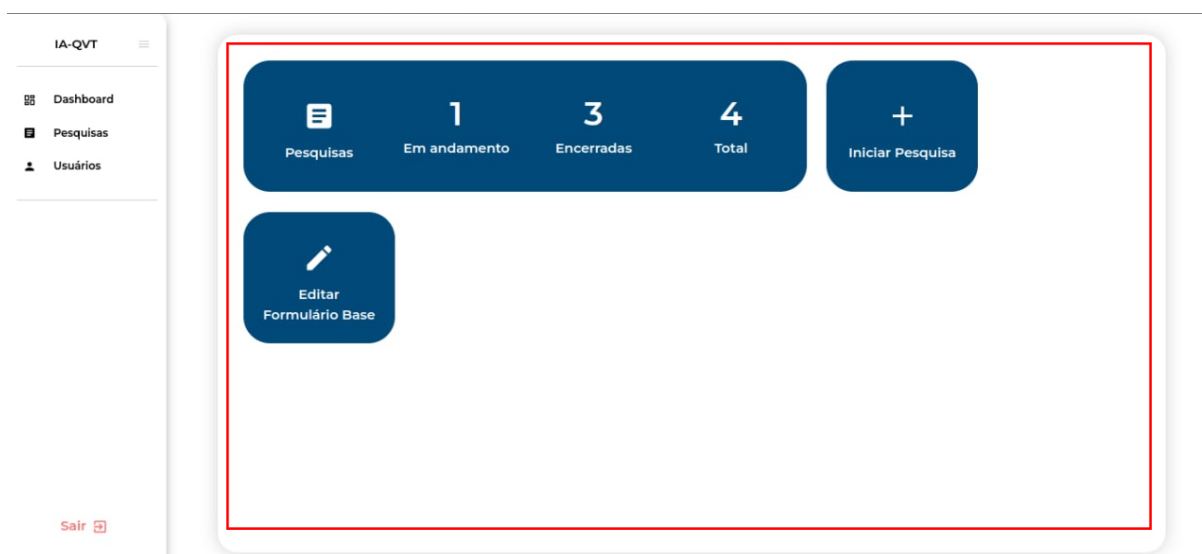 IA-QVT
Dashboard
Pesquisas
Usuários
Sair
Pesquisas
1
Em andamento
3
Encerradas
4
Total
Iniciar Pesquisa
Editar
Formulário Base